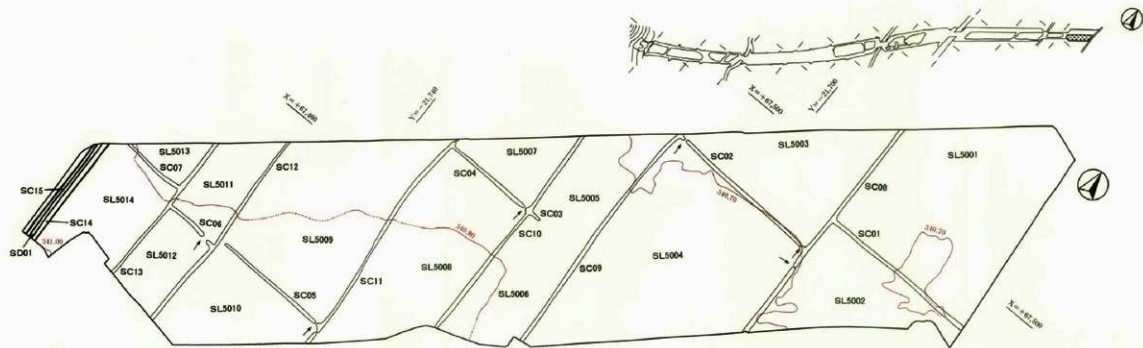 X=+67,500
Y=-21,700
X=+67,460
Y=-21,740
SL5013
SC07
SL5011
SC12
SC15
SL5014
SC14
SD01
341.00
SC06
SL5012
SC13
SL5010
SC05
SL5009
SC04
SL5007
SC03
SC10
340.80
SL5008
SC11
SL5006
SL5005
SC09
SL5004
SC02
340.70
SL5003
SC08
SL5001
SC01
340.20
SL5002
X=+67,500